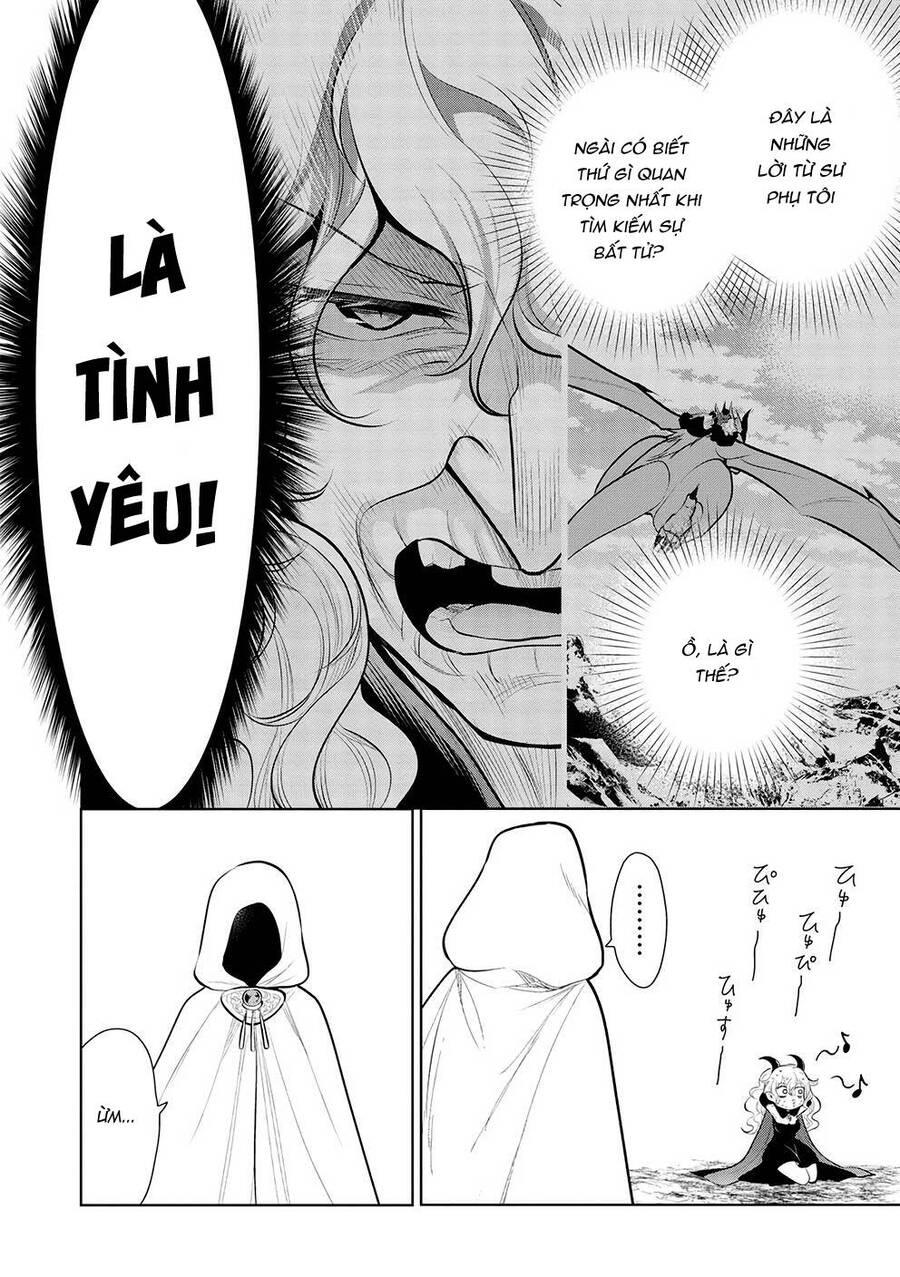 ĐÂY LÀ
NHỮNG
LỜI TỪ SƯ
PHỤ TÔI
NGÀI CÓ BIẾT
THỨ GÌ QUAN
TRỌNG NHẤT KHI
TÌM KIẾM SỰ
BẤT TỬ?
Ồ, LÀ GÌ
THẾ?
LÀ
TÌNH
YÊU!
ひゅー
ひゅぴー
ぴひゅー
ひゅすー
.........
ỪM...